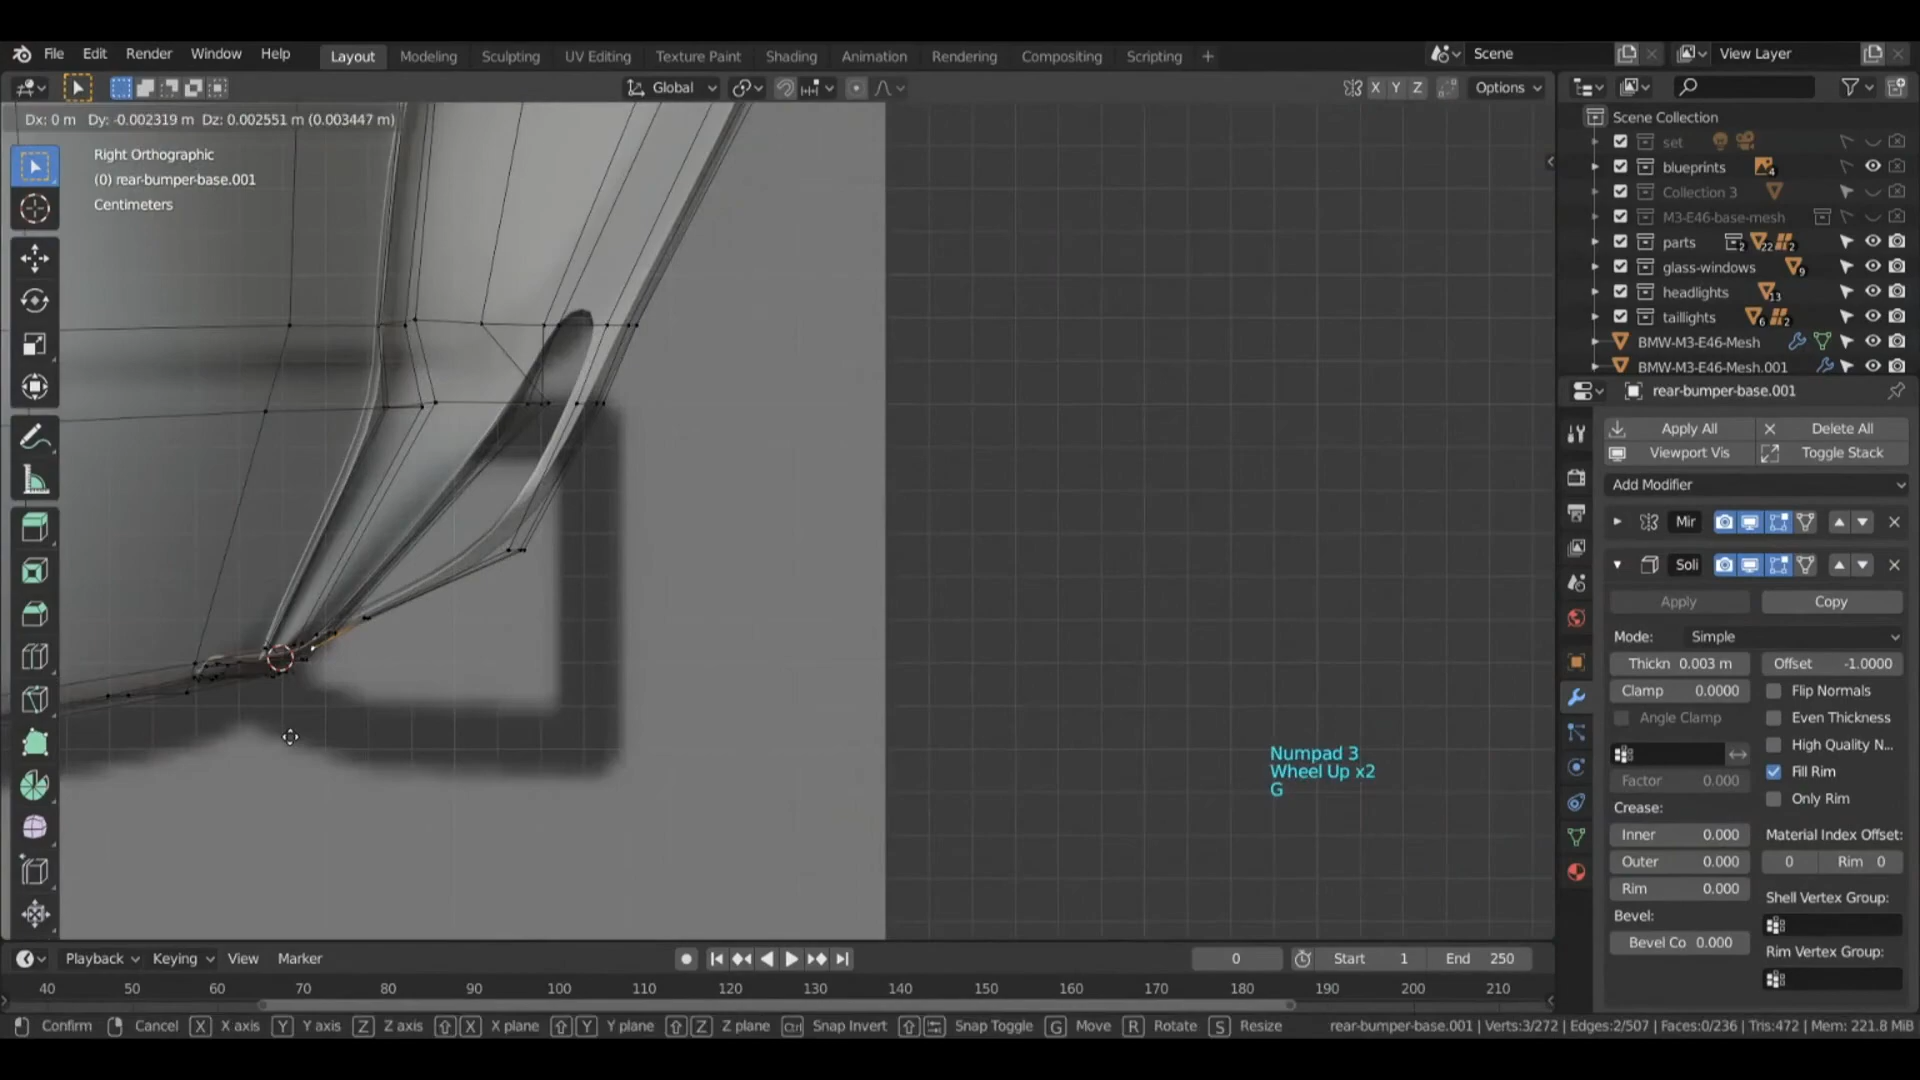 File Edit Render Window Help Layout Modeling Sculpting UV Editing Texture Paint Shading Animation Rendering Compositing Scripting + Scene View Layer
Global X Y Z Options
Dx: 0 m Dy: -0.002319 m Dz: 0.002551 m (0.003447 m)
Right Orthographic
(0) rear-bumper-base.001
Centimeters
Numpad 3
Wheel Up x2
G
Scene Collection
set
blueprints 4
Collection 3
M3-E46-base-mesh
parts 2 22 2
glass-windows 9
headlights 13
taillights 6 2
BMW-M3-E46-Mesh
BMW-M3-E46-Mesh.001
rear-bumper-base.001
Apply All Delete All
Viewport Vis Toggle Stack
Add Modifier
Mir
Soli
Apply Copy
Mode: Simple
Thickn 0.003 m Offset -1.0000
Clamp 0.0000 Flip Normals
Angle Clamp Even Thickness
High Quality N...
Factor 0.000 Fill Rim
Crease: Only Rim
Inner 0.000 Material Index Offset:
Outer 0.000 0 Rim 0
Rim 0.000 Shell Vertex Group:
Bevel:
Bevel Co 0.000 Rim Vertex Group:
Playback Keying View Marker 0 Start 1 End 250
40 50 60 70 80 90 100 110 120 130 140 150 160 170 180 190 200 210
Confirm Cancel X X axis Y Y axis Z Z axis X X plane Y Y plane Z Z plane Ctrl Snap Invert Snap Toggle G Move R Rotate S Resize rear-bumper-base.001 | Verts:3/272 | Edges:2/507 | Faces:0/236 | Tris:472 | Mem: 221.8 MiB